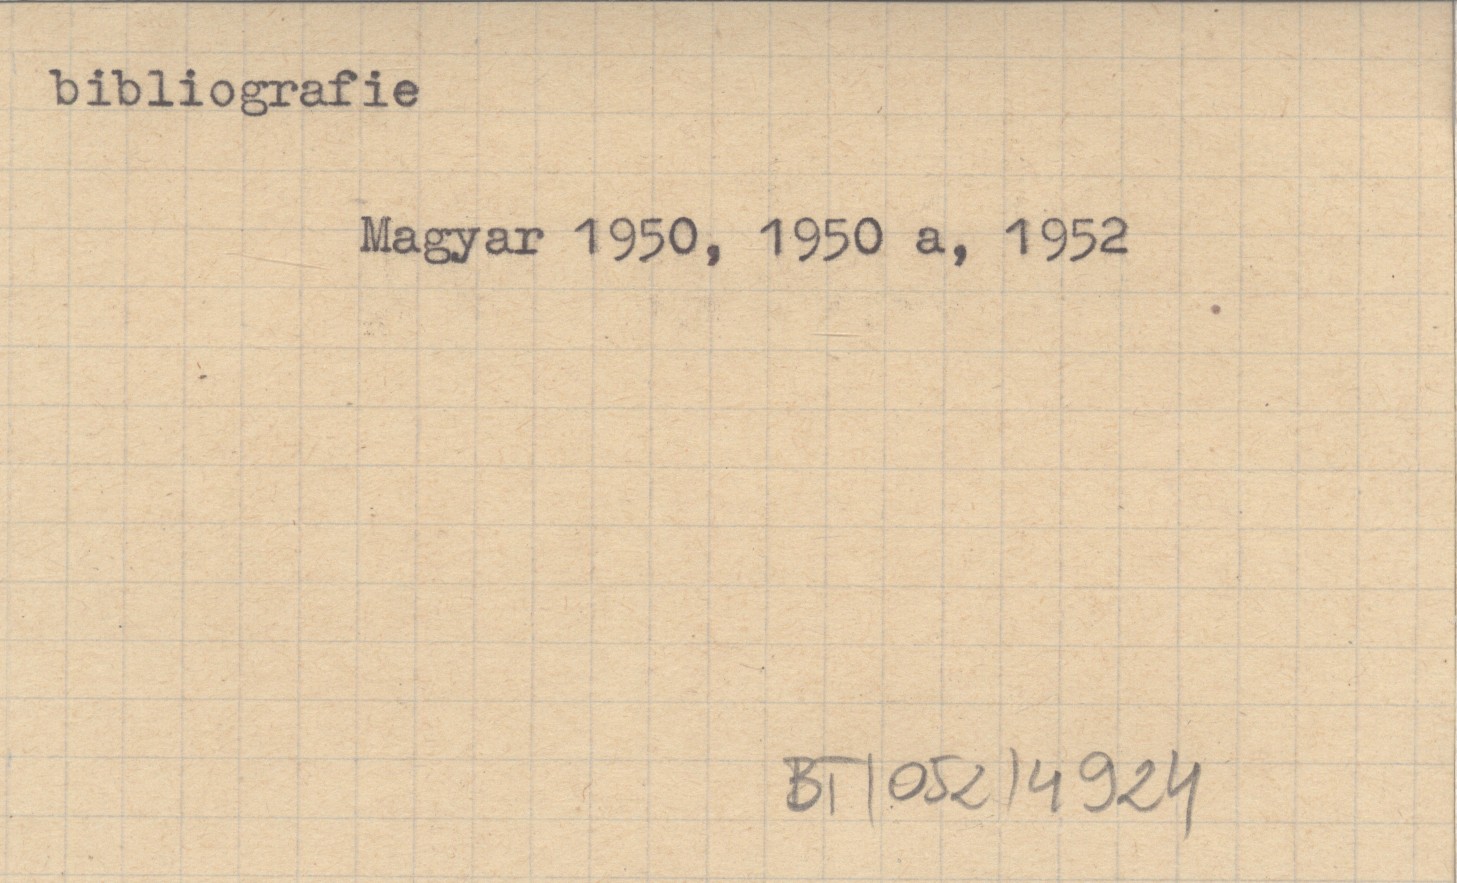 bibliografie
Magyar 1950, 1950 a, 1952
BT/052/4924